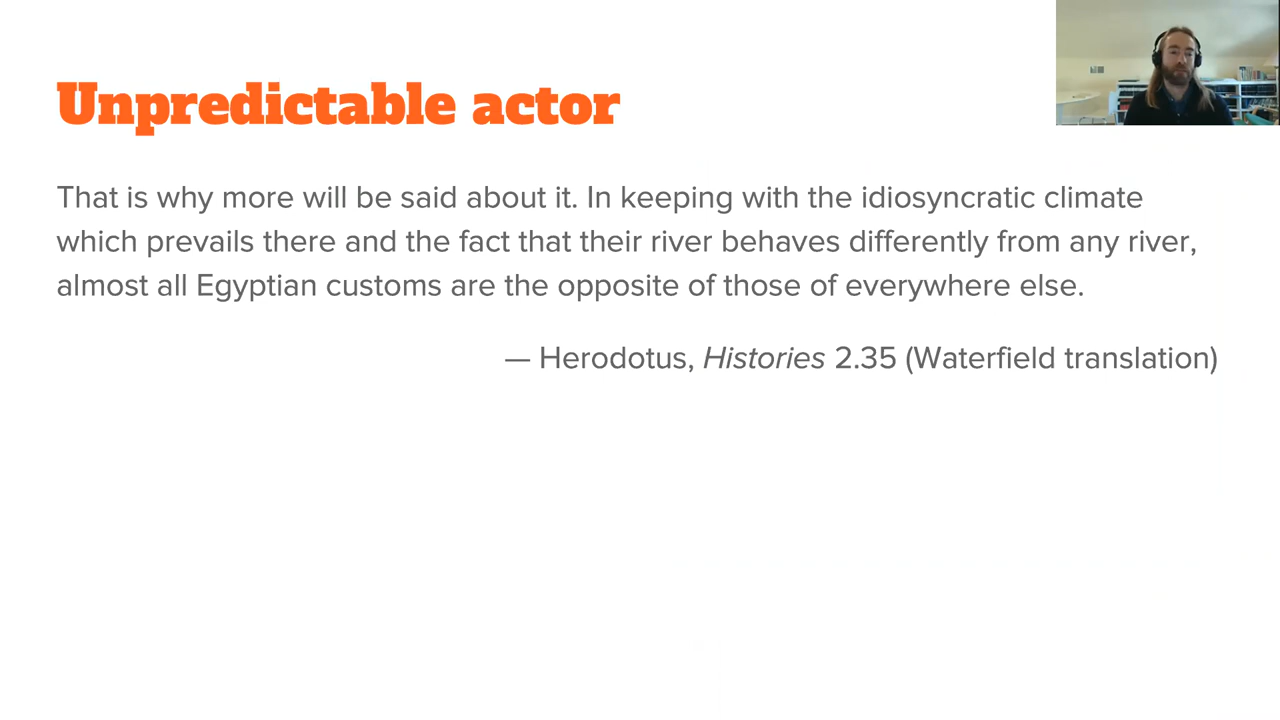 Unpredictable actor
That is why more will be said about it. In keeping with the idiosyncratic climate
which prevails there and the fact that their river behaves differently from any river,
almost all Egyptian customs are the opposite of those of everywhere else.
— Herodotus, Histories 2.35 (Waterfield translation)